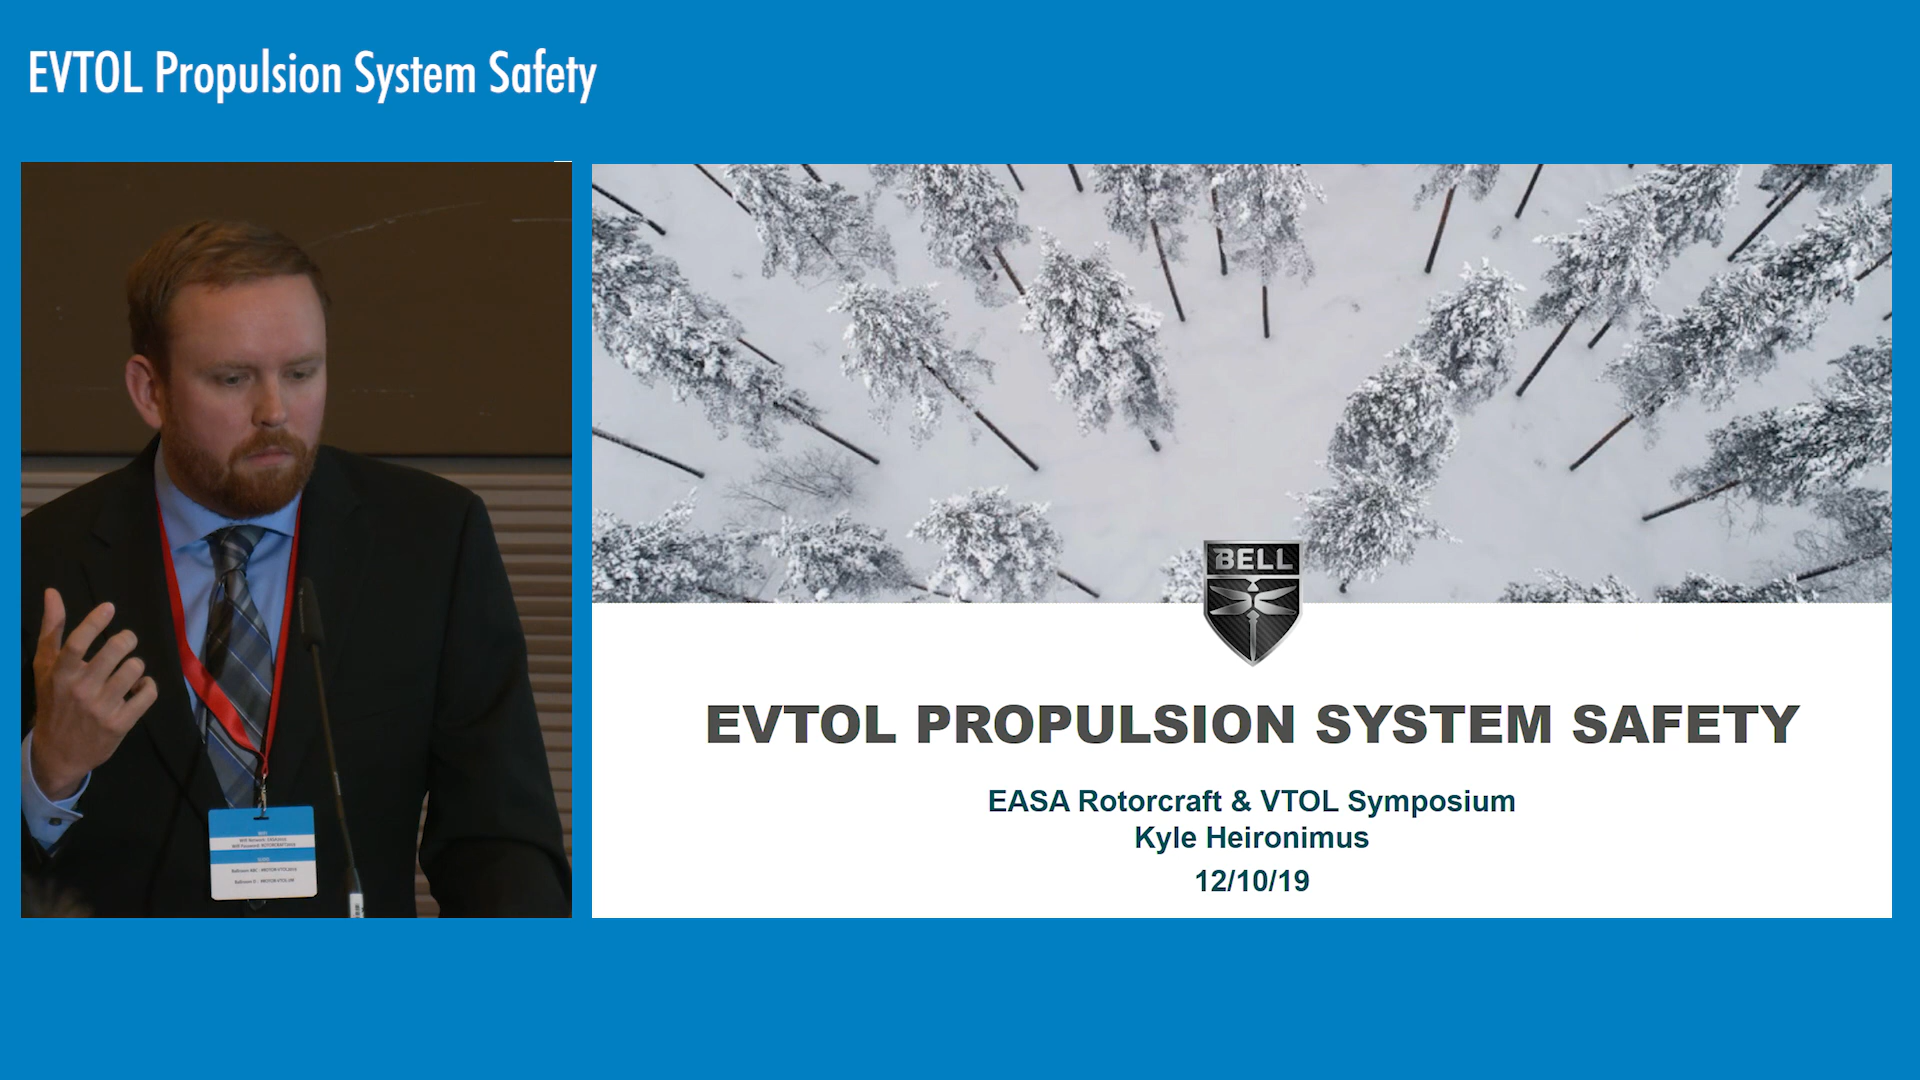 EVTOL Propulsion System Safety
BELL
EVTOL PROPULSION SYSTEM SAFETY
EASA Rotorcraft & VTOL Symposium
Kyle Heironimus
12/10/19